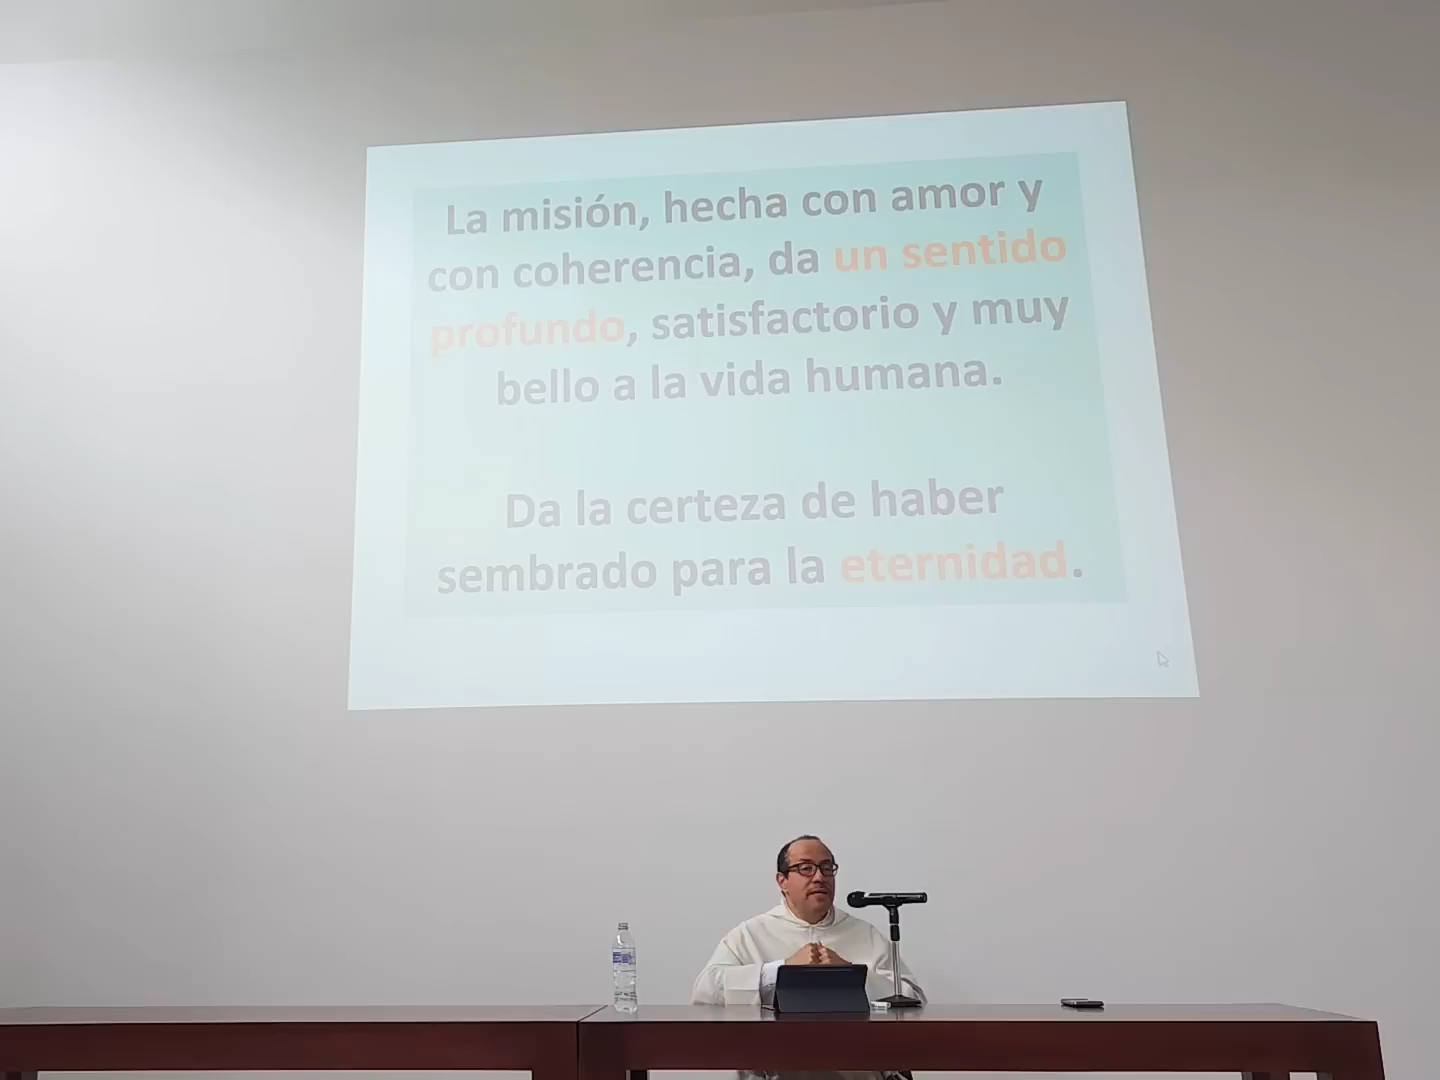 La misión, hecha con amor y
con coherencia, da un sentido
profundo, satisfactorio y muy
bello a la vida humana.
Da la certeza de haber
sembrado para la eternidad.